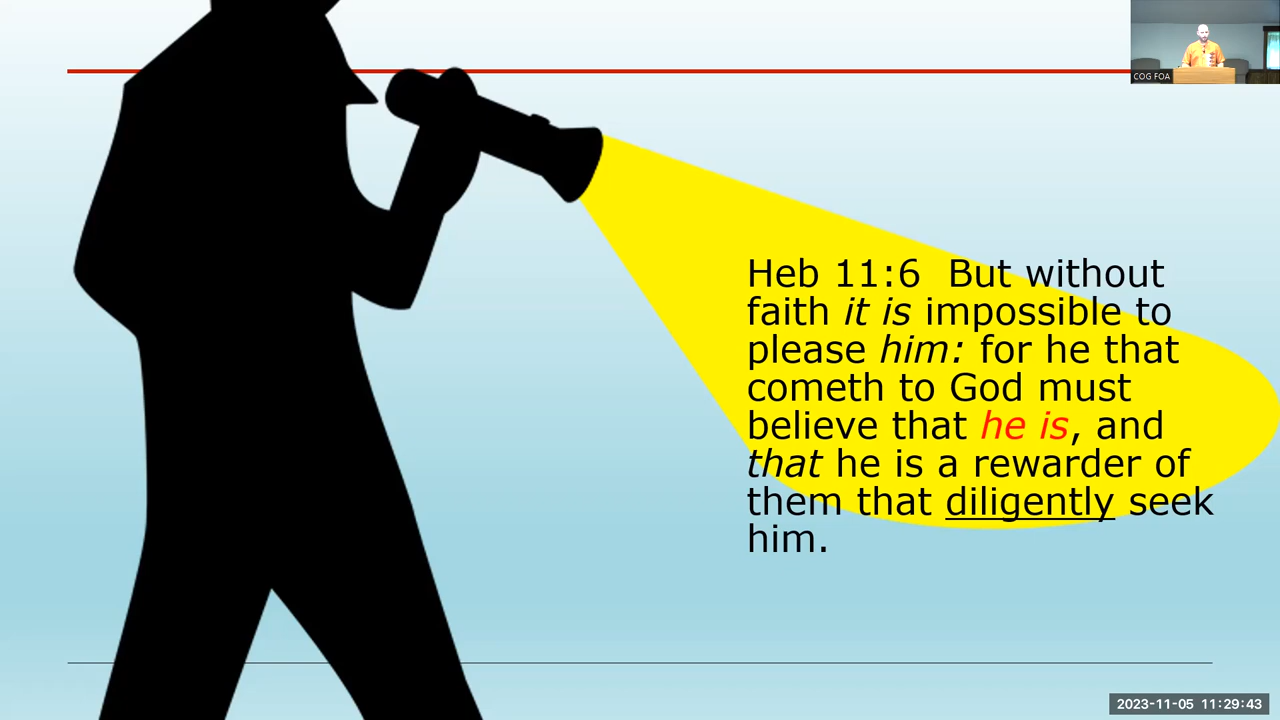 COG FOA
Heb 11:6  But without
faith it is impossible to
please him: for he that
cometh to God must
believe that he is, and
that he is a rewarder of
them that diligently seek
him.
2023-11-05 11:29:43